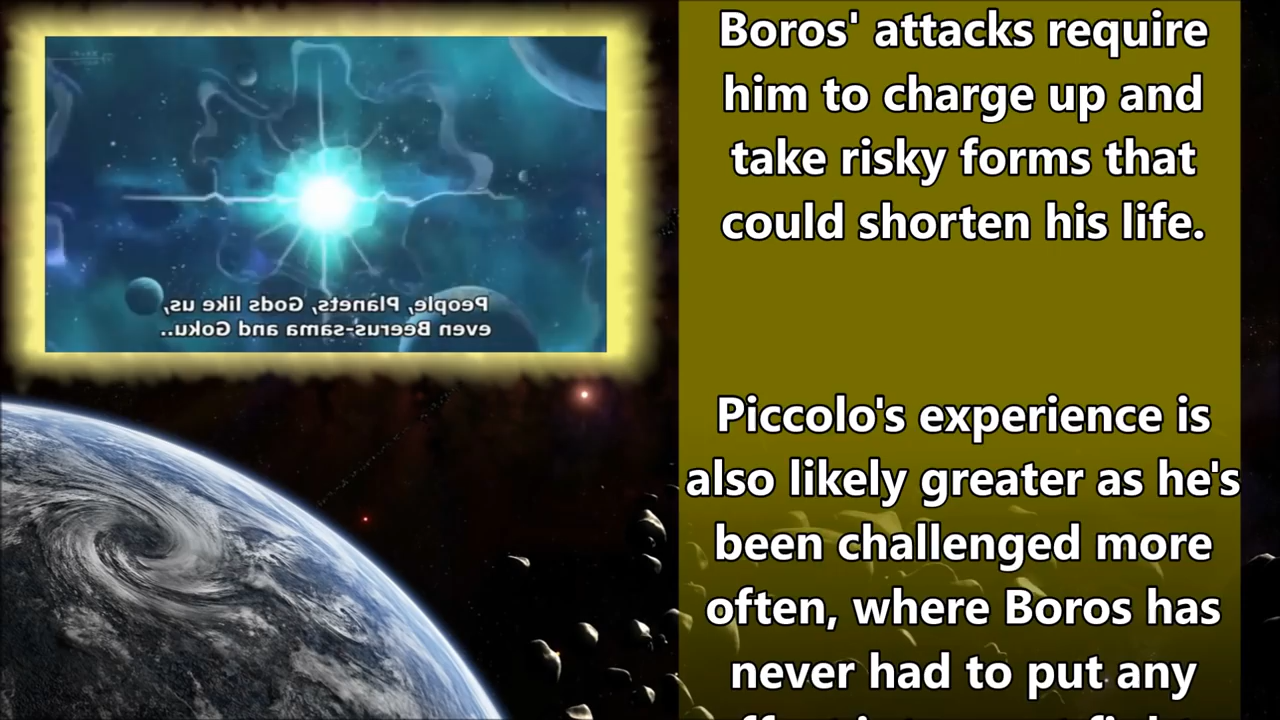 People, Planets, Gods like us,
even Beerus-sama and Goku..
Boros' attacks require
him to charge up and
take risky forms that
could shorten his life.
Piccolo's experience is
also likely greater as he's
been challenged more
often, where Boros has
never had to put any